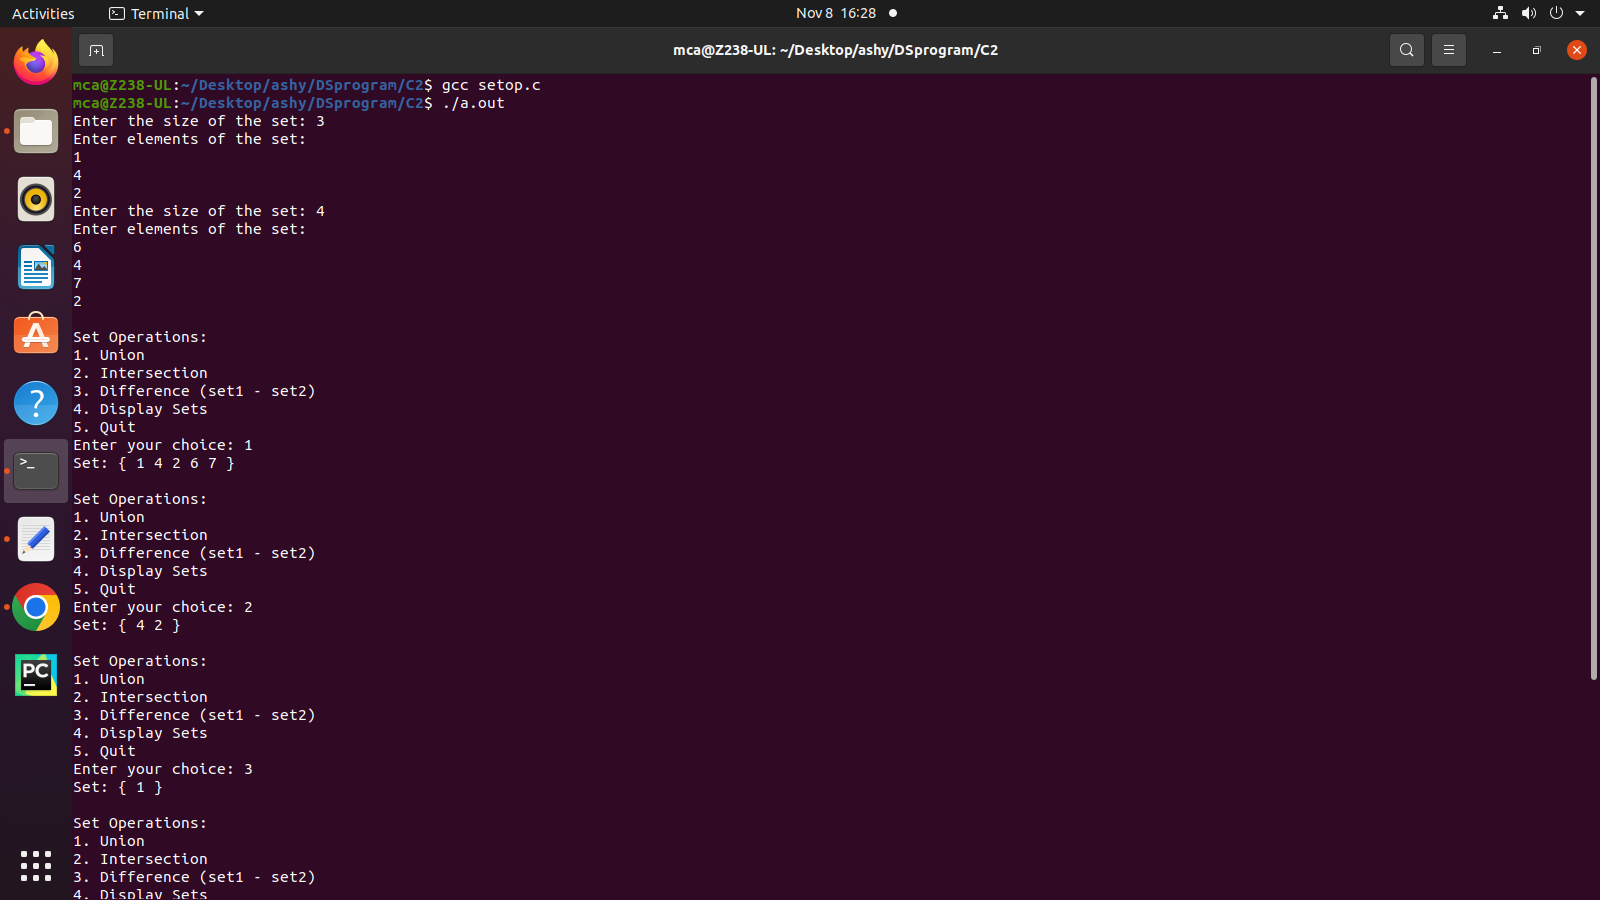 Activities
Terminal
Nov 8 16:28
mca@Z238-UL: ~/Desktop/ashy/DSprogram/C2
mca@Z238-UL:~/Desktop/ashy/DSprogram/C2$ gcc setop.c
mca@Z238-UL:~/Desktop/ashy/DSprogram/C2$ ./a.out
Enter the size of the set: 3
Enter elements of the set:
1
4
2
Enter the size of the set: 4
Enter elements of the set:
6
4
7
2
Set Operations:
1. Union
2. Intersection
3. Difference (set1 - set2)
4. Display Sets
5. Quit
Enter your choice: 1
Set: { 1 4 2 6 7 }
Set Operations:
1. Union
2. Intersection
3. Difference (set1 - set2)
4. Display Sets
5. Quit
Enter your choice: 2
Set: { 4 2 }
Set Operations:
1. Union
2. Intersection
3. Difference (set1 - set2)
4. Display Sets
5. Quit
Enter your choice: 3
Set: { 1 }
Set Operations:
1. Union
2. Intersection
3. Difference (set1 - set2)
4. Display Sets
?
>_
PC